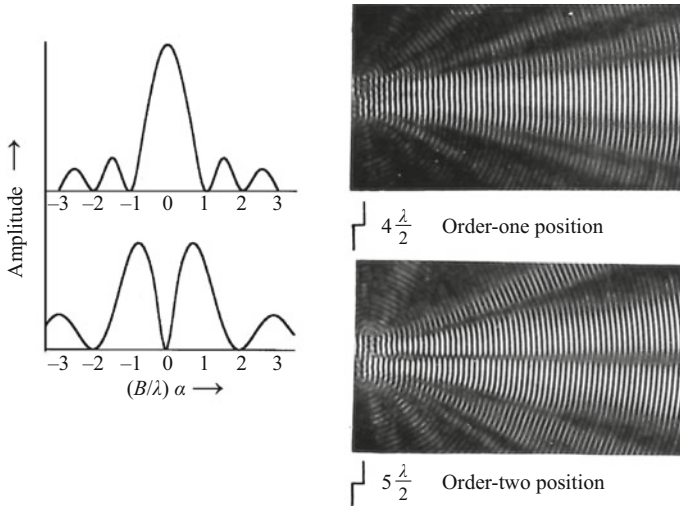 Amplitude →
–3 –2 –1 0 1 2 3
–3 –2 –1 0 1 2 3
(B/λ) α →
4 λ/2 Order-one position
5 λ/2 Order-two position